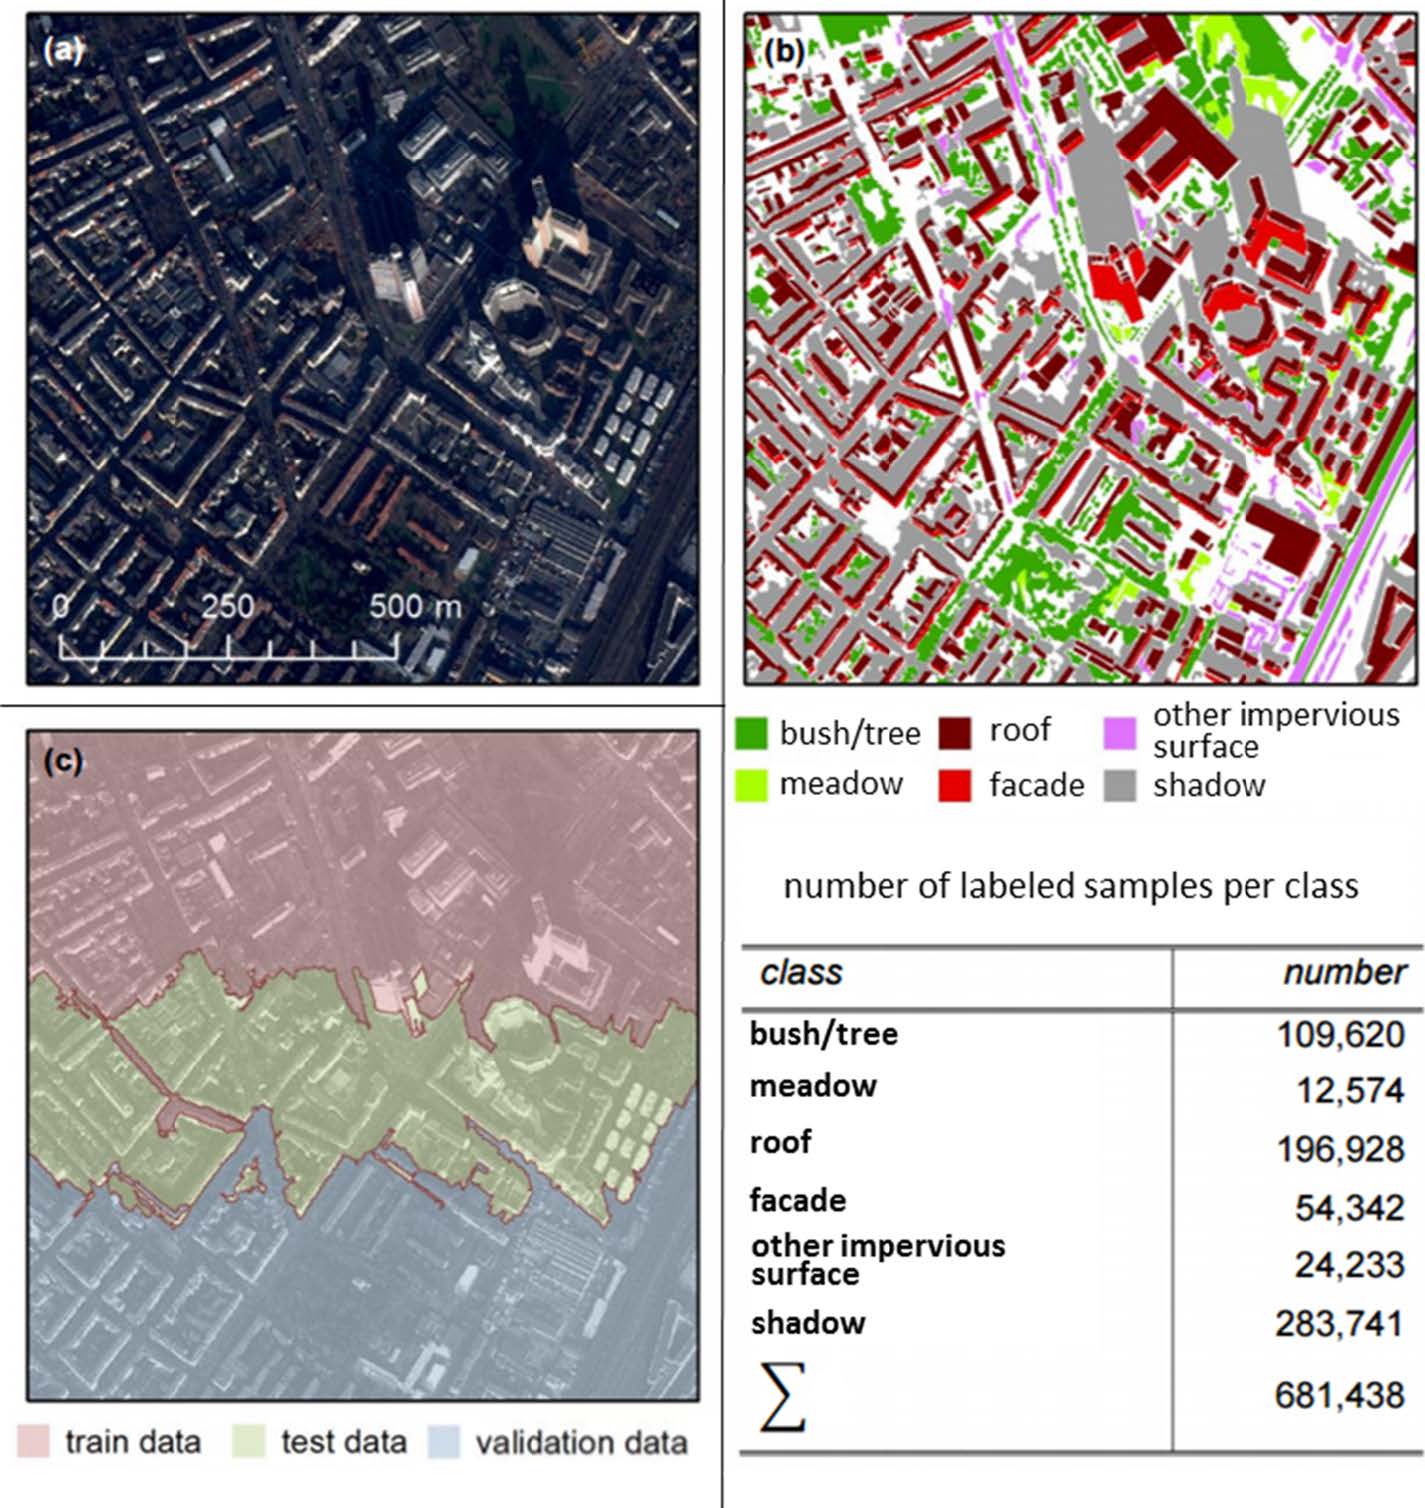 (a)
0 250 500 m
(b)
bush/tree
roof
other impervious
surface
meadow
facade
shadow
(c)
train data
test data
validation data
number of labeled samples per class
class number
bush/tree 109,620
meadow 12,574
roof 196,928
facade 54,342
other impervious
surface 24,233
shadow 283,741
∑ 681,438